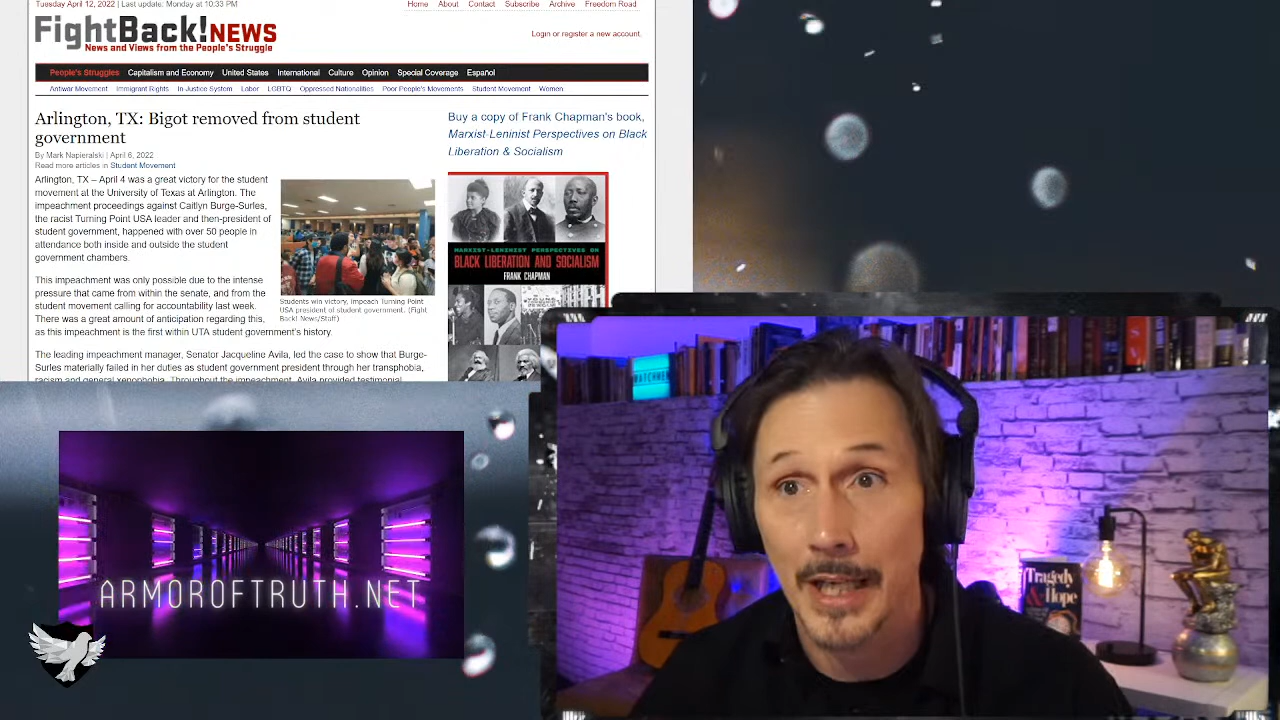 Tuesday April 12, 2022 | Last update: Monday at 10:33 PM
Home About Contact Subscribe Archive Freedom Road
FightBack!NEWS
News and Views from the People's Struggle
Login or register a new account.
People's Struggles Capitalism and Economy United States International Culture Opinion Special Coverage Español
Antiwar Movement Immigrant Rights In-Justice System Labor LGBTQ Oppressed Nationalities Poor People's Movements Student Movement Women
Arlington, TX: Bigot removed from student
government
By Mark Napieralski | April 6, 2022
Read more articles in Student Movement
Arlington, TX – April 4 was a great victory for the student
movement at the University of Texas at Arlington. The
impeachment proceedings against Caitlyn Burge-Surles,
the racist Turning Point USA leader and then-president of
student government, happened with over 50 people in
attendance both inside and outside the student
government chambers.
This impeachment was only possible due to the intense
pressure that came from within the senate, and from the
student movement calling for accountability last week.
There was a great amount of anticipation regarding this,
as this impeachment is the first within UTA student government's history.
The leading impeachment manager, Senator Jacqueline Avila, led the case to show that Burge-
Surles materially failed in her duties as student government president through her transphobia,
racism and general xenophobia. Throughout the impeachment, Avila provided testimonial
Students win victory, impeach Turning Point
USA president of student government. (Fight
Back! News/Staff)
Buy a copy of Frank Chapman's book,
Marxist-Leninist Perspectives on Black
Liberation & Socialism
MARXIST-LENINIST PERSPECTIVES ON
BLACK LIBERATION AND SOCIALISM
FRANK CHAPMAN
ARMOROFTRUTH.NET
WATCHMEN
Tragedy
& Hope